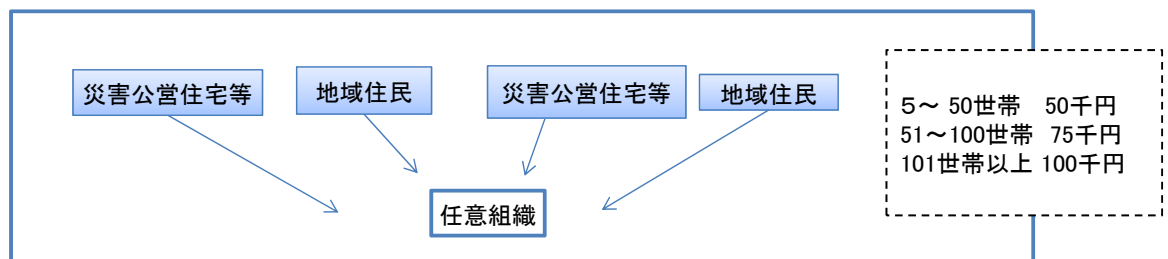 災害公営住宅等
地域住民
災害公営住宅等
地域住民
５～ 50世帯　50千円
51～100世帯 75千円
101世帯以上 100千円
任意組織